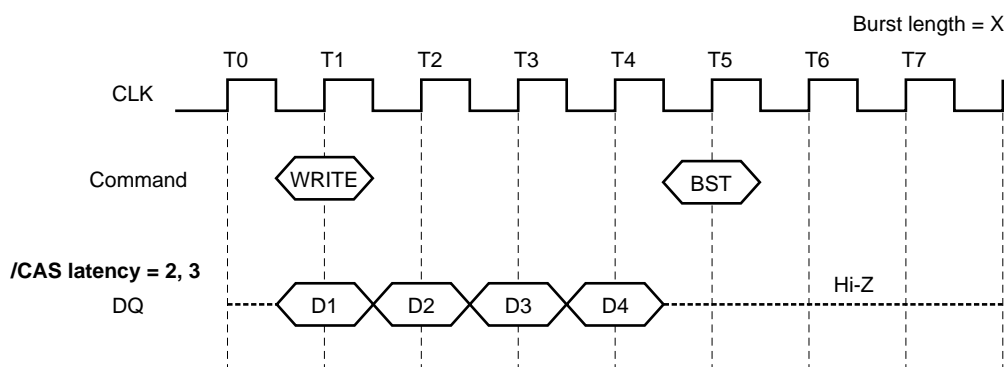 Burst length = X
T0 T1 T2 T3 T4 T5 T6 T7
CLK
Command WRITE BST
/CAS latency = 2, 3
Hi-Z
DQ D1 D2 D3 D4